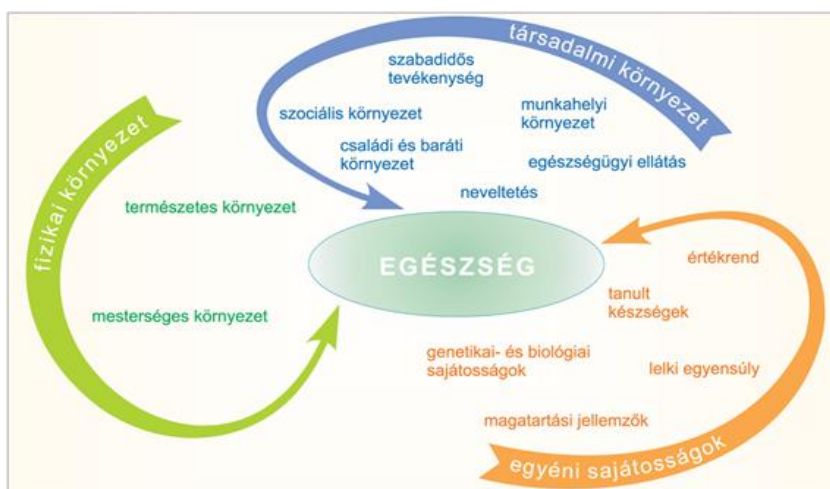 társadalmi környezet
szabadidős
tevékenység
szociális környezet
munkahelyi
környezet
családi és baráti
környezet
egészségügyi ellátás
neveltetés
fizikai környezet
természetes környezet
mesterséges környezet
EGÉSZSÉG
értékrend
tanult
készségek
genetikai- és biológiai
sajátosságok
lelki egyensúly
magatartási jellemzők
egyéni sajátosságok